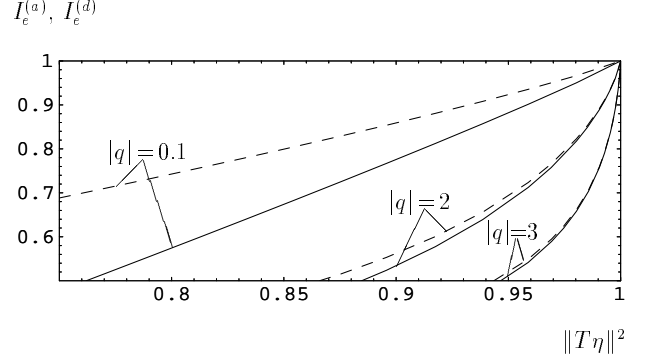 I_e^{(a)}, I_e^{(d)}
1
0.9
0.8
|q|=0.1
0.7
|q|=2
0.6
|q|=3
0.8 0.85 0.9 0.95 1
‖Tη‖²